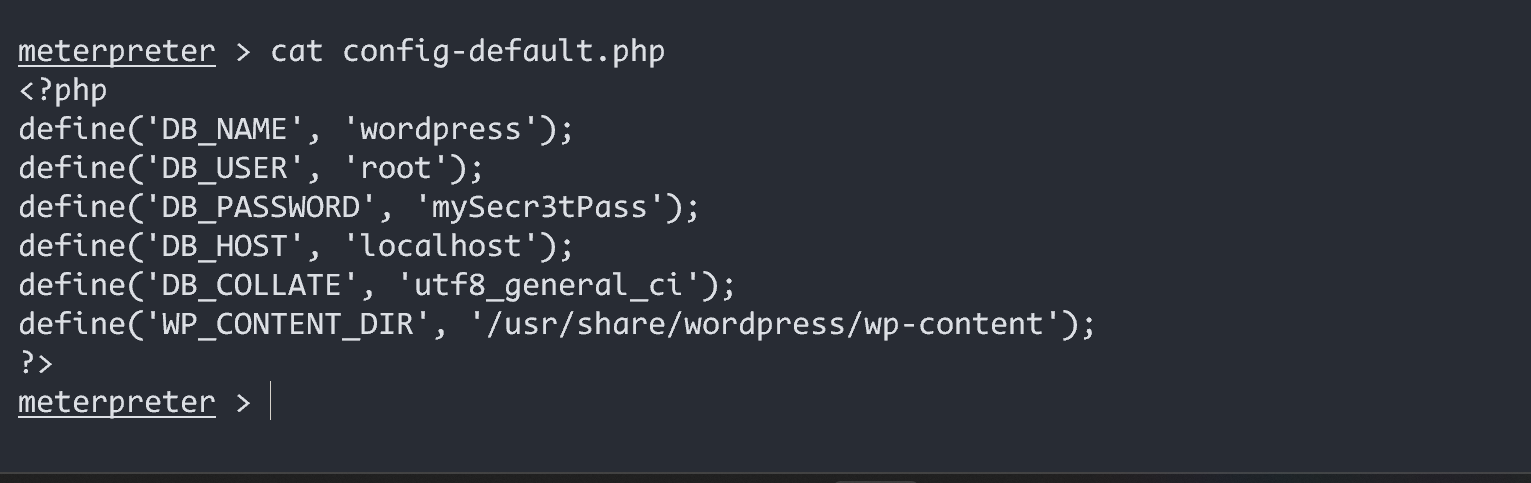 meterpreter > cat config-default.php
<?php
define('DB_NAME', 'wordpress');
define('DB_USER', 'root');
define('DB_PASSWORD', 'mySecr3tPass');
define('DB_HOST', 'localhost');
define('DB_COLLATE', 'utf8_general_ci');
define('WP_CONTENT_DIR', '/usr/share/wordpress/wp-content');
?>
meterpreter >